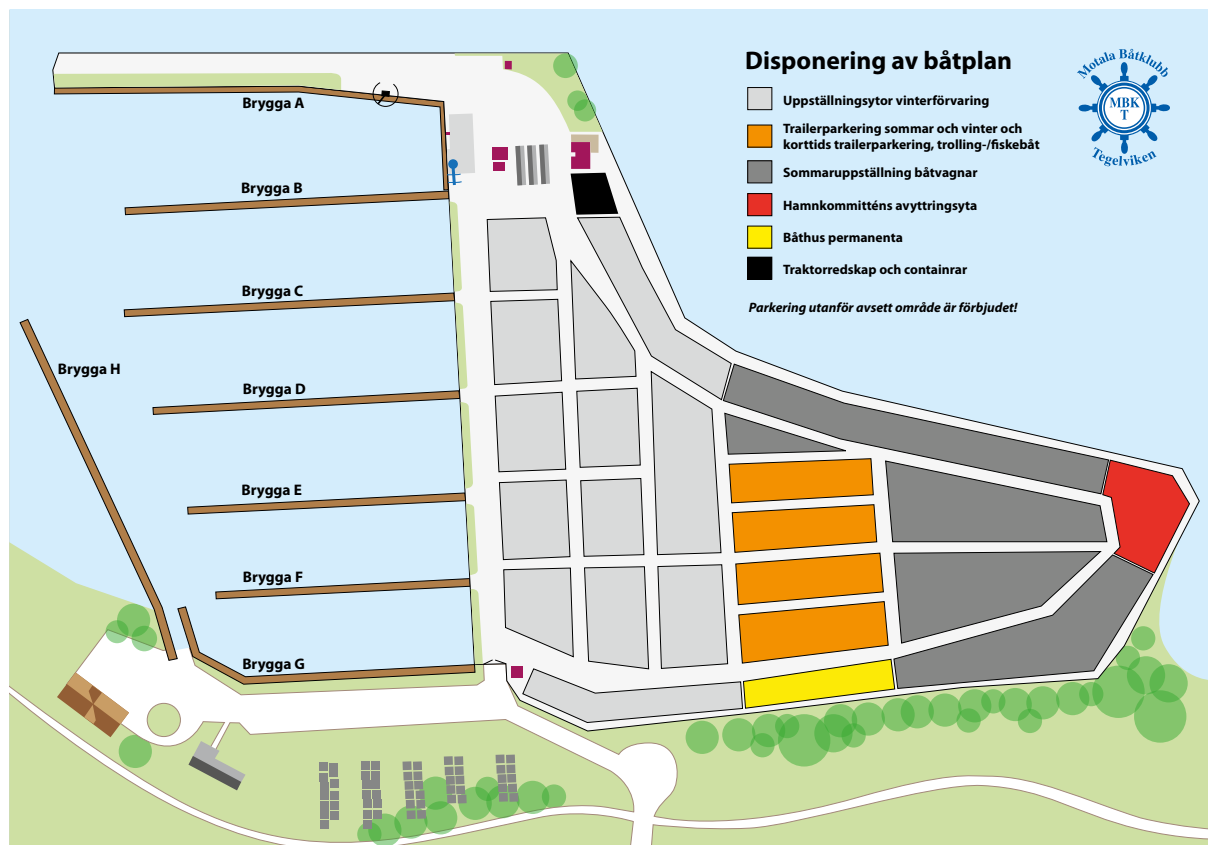 Disponering av båtplan
Uppställningsytor vinterförvaring
Trailerparkering sommar och vinter och
korttids trailerparkering, trolling-/fiskebåt
Sommaruppställning båtvagnar
Hamnkommitténs avyttringsyta
Båthus permanenta
Traktorredskap och containrar
Parkering utanför avsett område är förbjudet!
Motala Båtklubb
MBK
T
Tegelviken
Brygga A
Brygga B
Brygga C
Brygga H
Brygga D
Brygga E
Brygga F
Brygga G